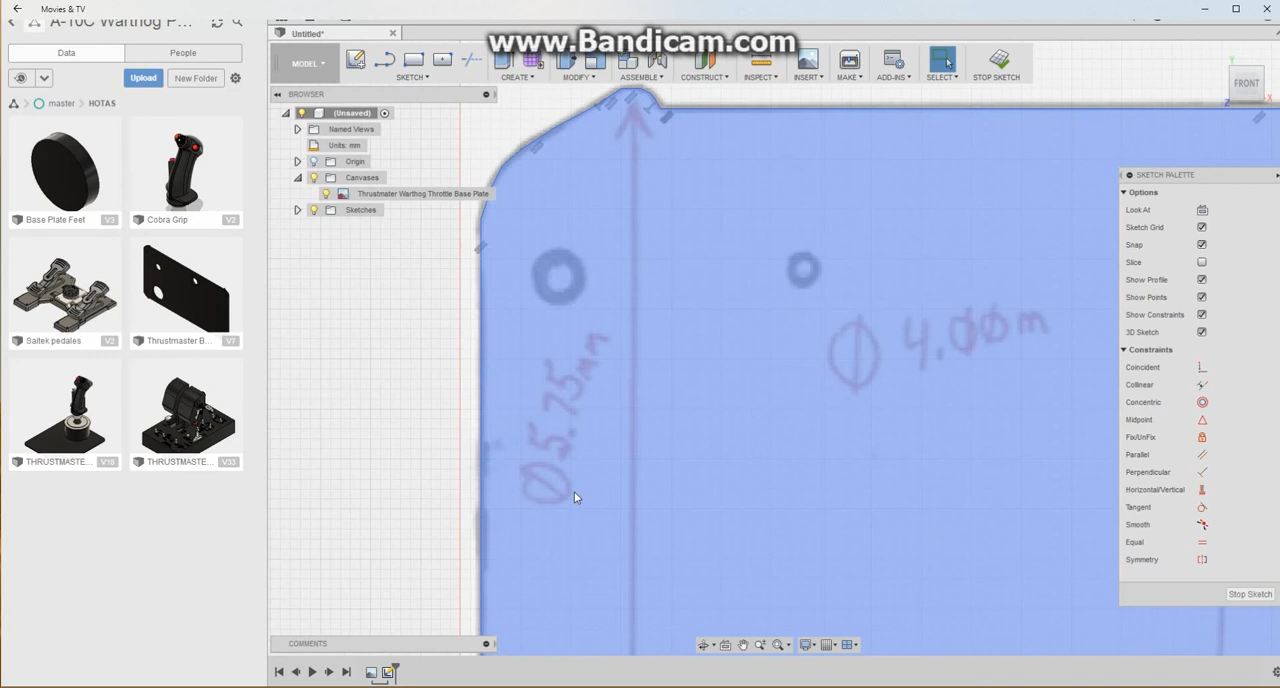 Movies & TV
A-10C Warthog P...
Data
People
Upload
New Folder
master
HOTAS
Base Plate Feet
V3
Cobra Grip
V2
Saitek pedales
V2
Thrustmaster B...
V7
THRUSTMASTE...
V18
THRUSTMASTE...
V33
Untitled*
www.Bandicam.com
MODEL
SKETCH
CREATE
MODIFY
ASSEMBLE
CONSTRUCT
INSPECT
INSERT
MAKE
ADD-INS
SELECT
STOP SKETCH
BROWSER
(Unsaved)
Named Views
Units: mm
Origin
Canvases
Thrustmater Warthog Throttle Base Plate
Sketches
Y
FRONT
Z
X
Ø5.75mm
Ø 4.00m
SKETCH PALETTE
Options
Look At
Sketch Grid
Snap
Slice
Show Profile
Show Points
Show Constraints
3D Sketch
Constraints
Coincident
Collinear
Concentric
Midpoint
Fix/UnFix
Parallel
Perpendicular
Horizontal/Vertical
Tangent
Smooth
Equal
Symmetry
Stop Sketch
COMMENTS